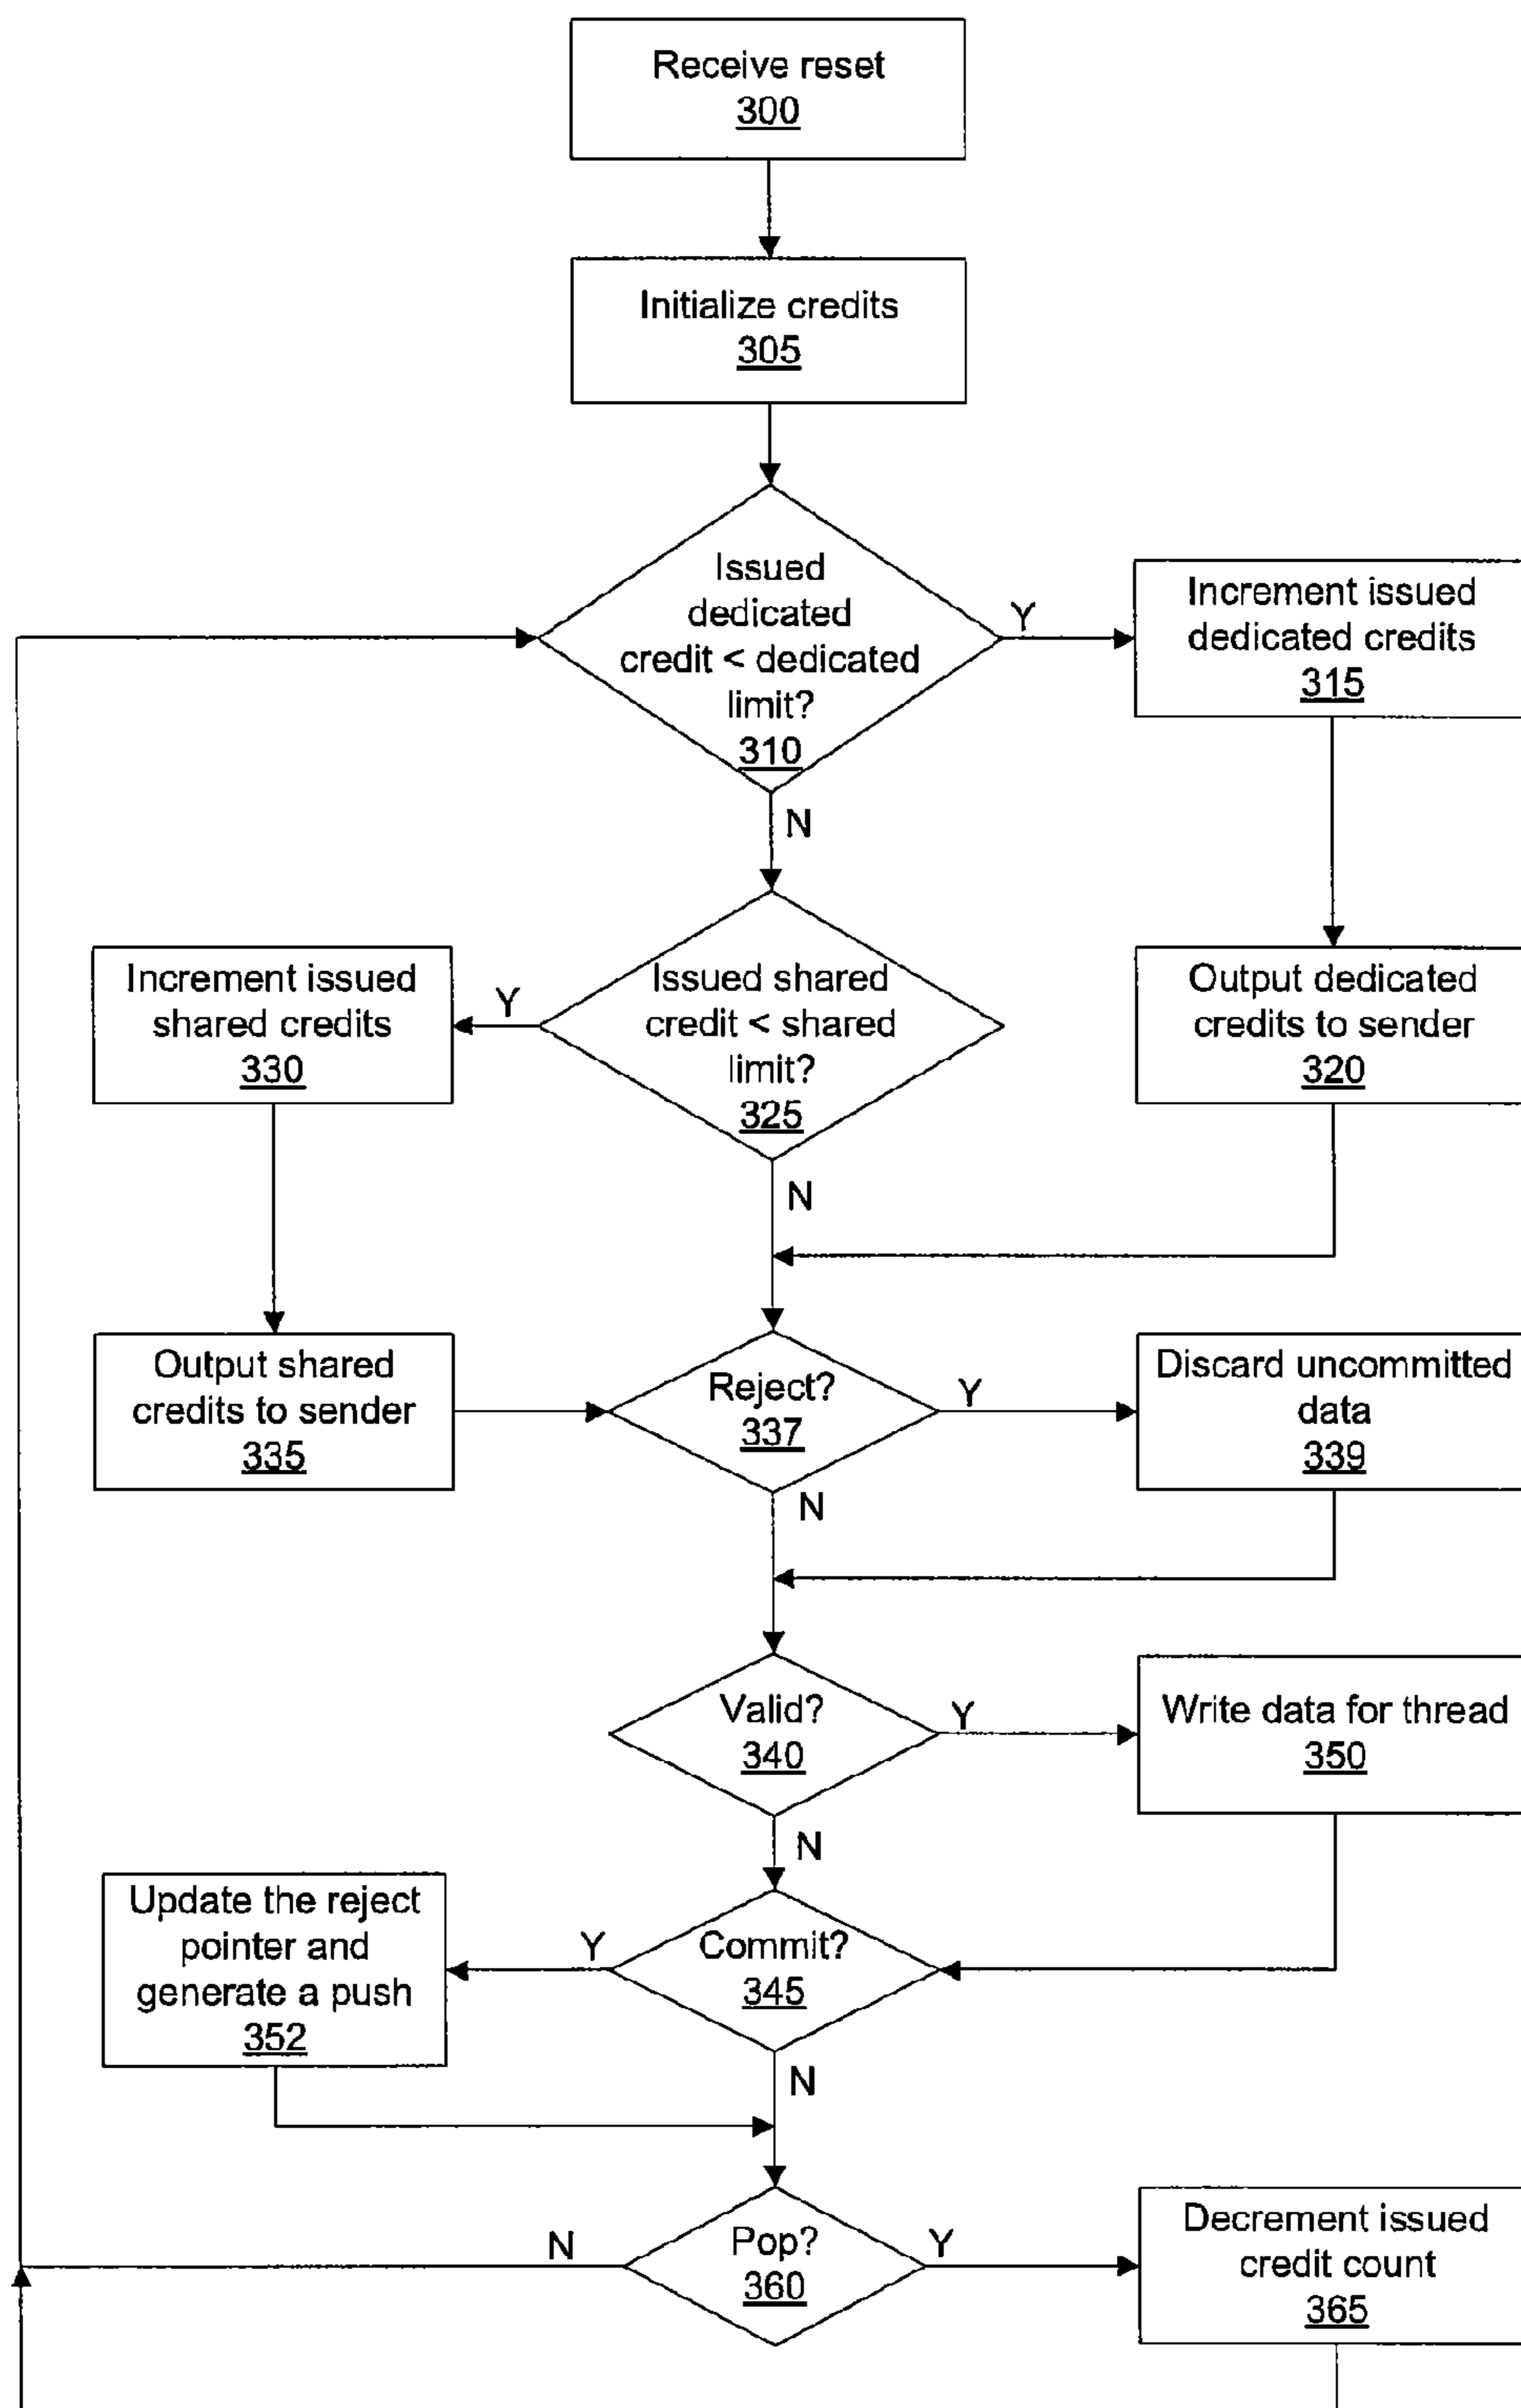 Receive reset
300
Initialize credits
305
Issued
dedicated
credit < dedicated
limit?
310
Y
N
Increment issued
dedicated credits
315
Increment issued
shared credits
330
Y
Issued shared
credit < shared
limit?
325
N
Output dedicated
credits to sender
320
Output shared
credits to sender
335
Reject?
337
Y
N
Discard uncommitted
data
339
Valid?
340
Y
N
Write data for thread
350
Update the reject
pointer and
generate a push
352
Y
Commit?
345
N
N
Pop?
360
Y
Decrement issued
credit count
365